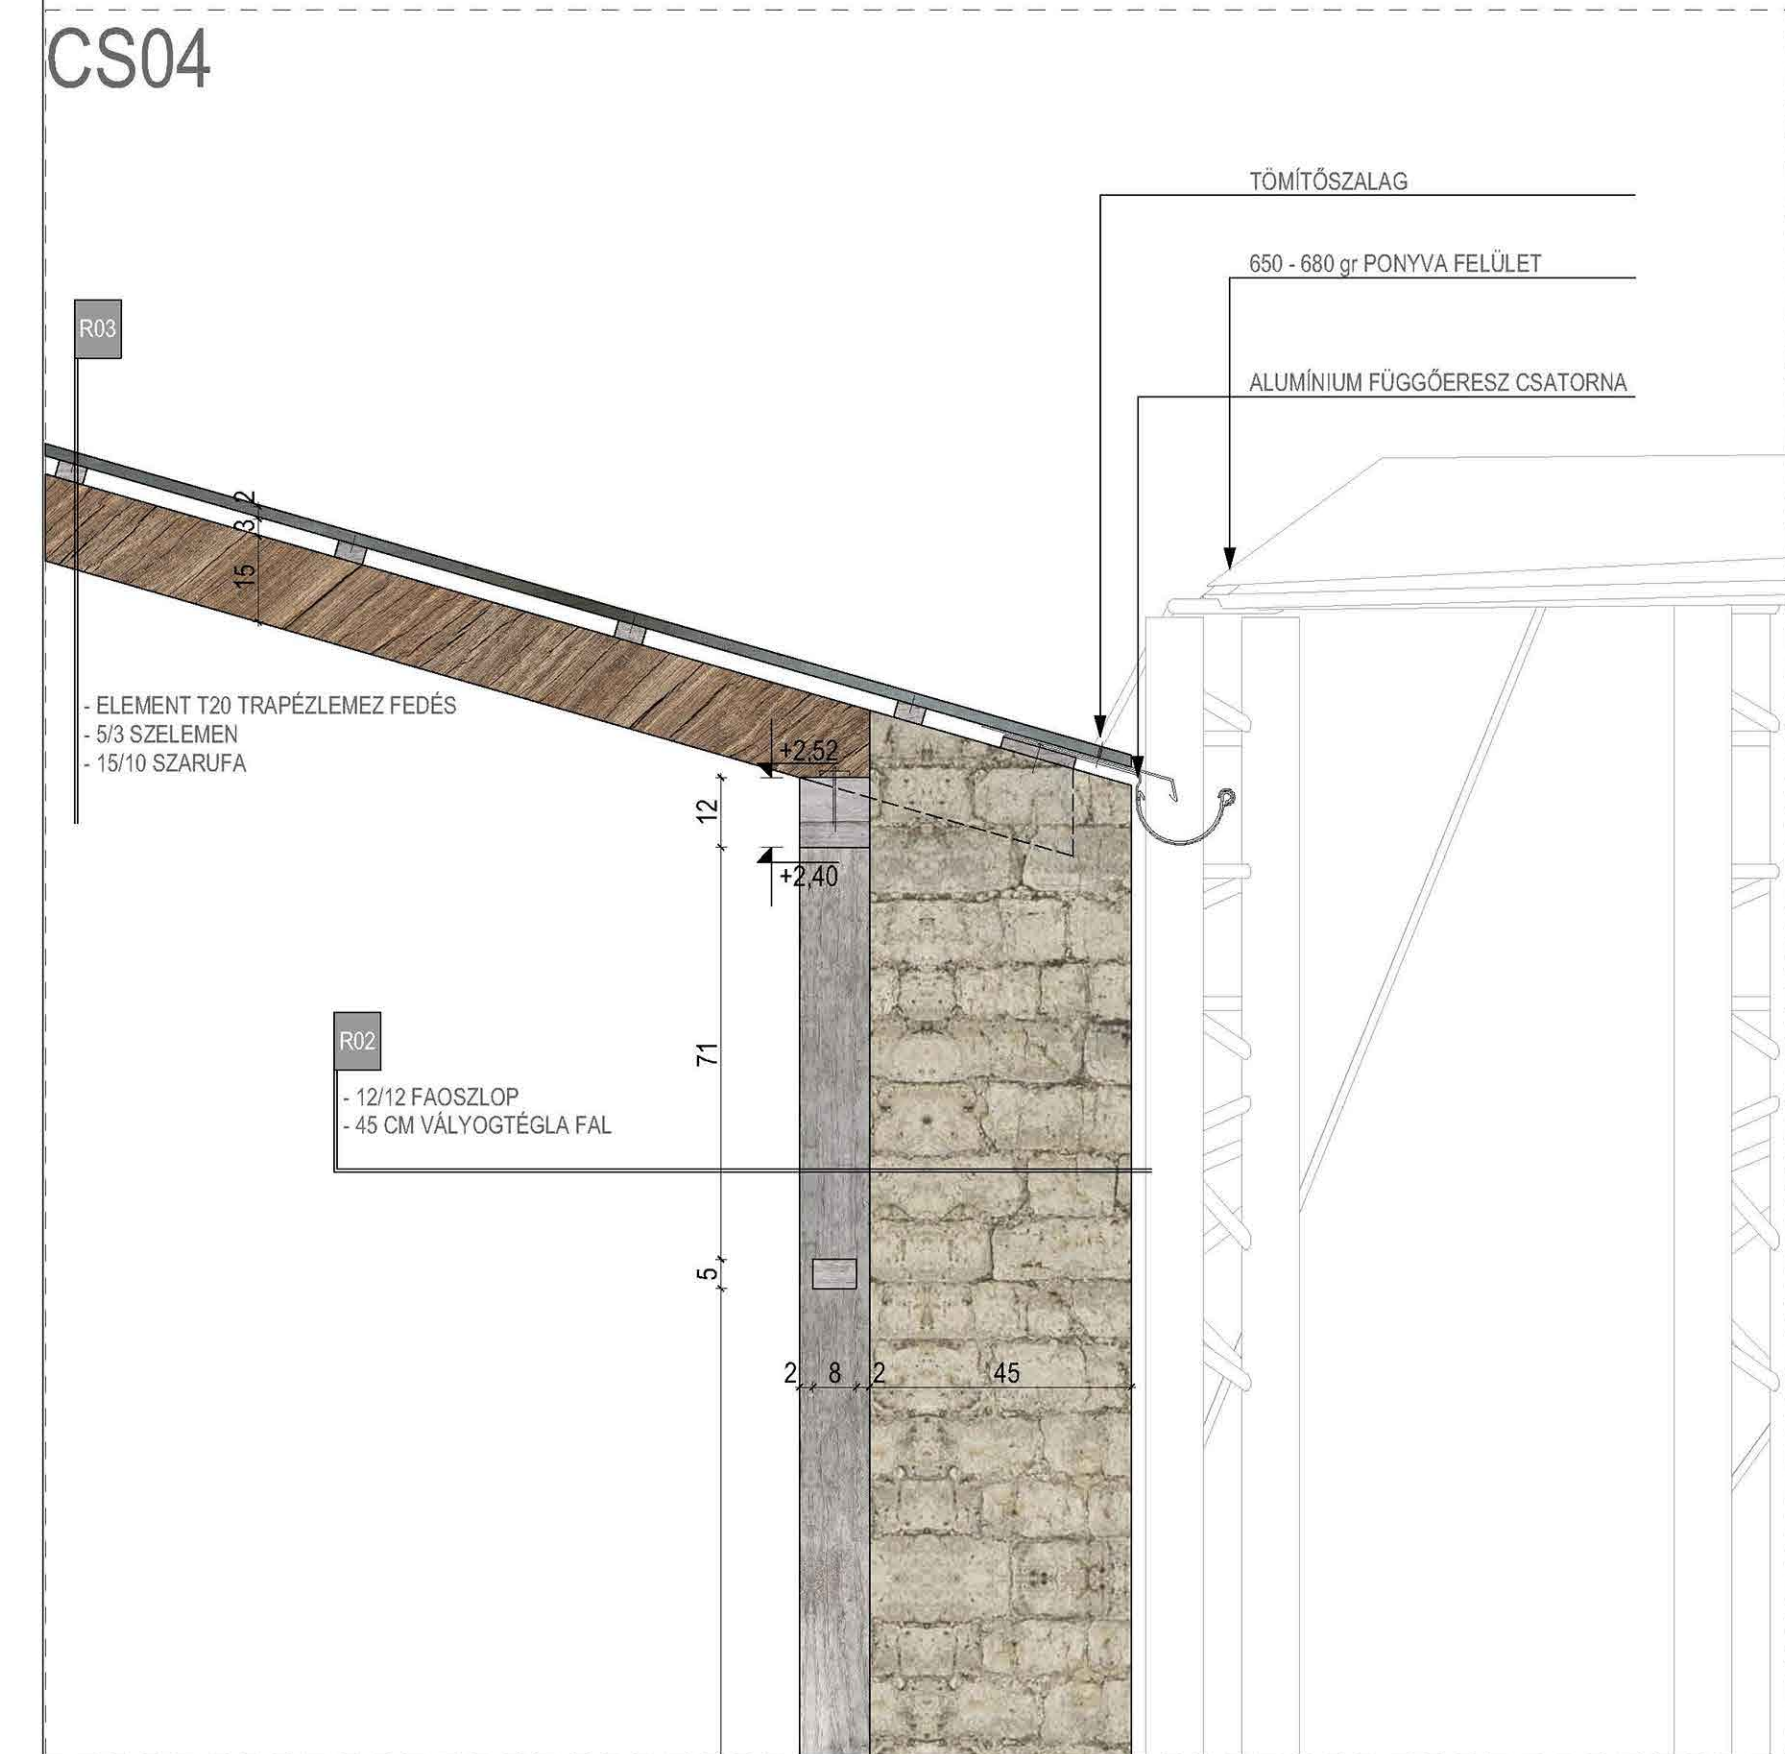 CS04
TÖMÍTŐSZALAG
650 - 680 gr PONYVA FELÜLET
ALUMÍNIUM FÜGGŐERESZ CSATORNA
R03
2
3
15
- ELEMENT T20 TRAPÉZLEMEZ FEDÉS
- 5/3 SZELEMEN
- 15/10 SZARUFA
+2,52
12
+2,40
71
R02
- 12/12 FAOSZLOP
- 45 CM VÁLYOGTÉGLA FAL
5
2 8 2 45